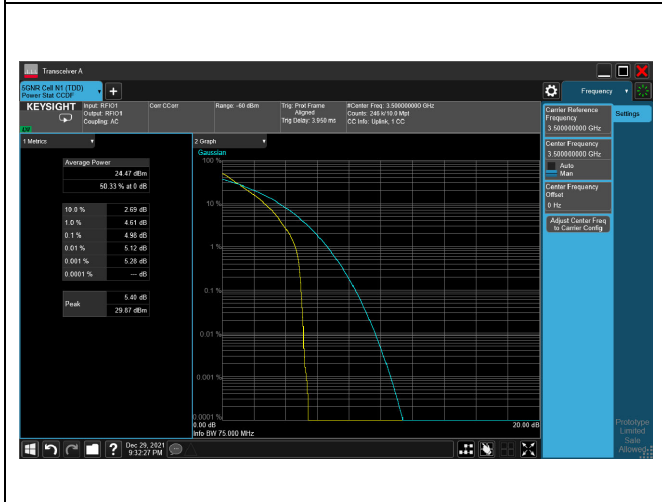 Transceiver A
5GNR Cell N1 (TDD)
Power Stat CCDF
Frequency
KEYSIGHT
Input: RFIO1
Output: RFIO1
Coupling: AC
Corr CCorr
Range: -60 dBm
Trig: Prot Frame
Aligned
Trig Delay: 3.958 ms
#Center Freq: 3.500000000 GHz
Counts: 246 k/10.0 Mpt
CC Info: Uplink, 1 CC
1 Metrics
Average Power
24.47 dBm
50.33 % at 0 dB
10.0 % 2.69 dB
1.0 % 4.61 dB
0.1 % 4.98 dB
0.01 % 5.12 dB
0.001 % 5.28 dB
0.0001 % --- dB
Peak
5.40 dB
29.87 dBm
2 Graph
Gaussian
100 %
10 %
1 %
0.1 %
0.01 %
0.001 %
0.0001 %
0.00 dB
20.00 dB
Info BW 75.000 MHz
Carrier Reference
Frequency
3.500000000 GHz
Settings
Center Frequency
3.500000000 GHz
Auto
Man
Center Frequency
Offset
0 Hz
Adjust Center Freq
to Carrier Config
Prototype
Limited
Sale
Allowed
Dec 29, 2021
9:32:27 PM